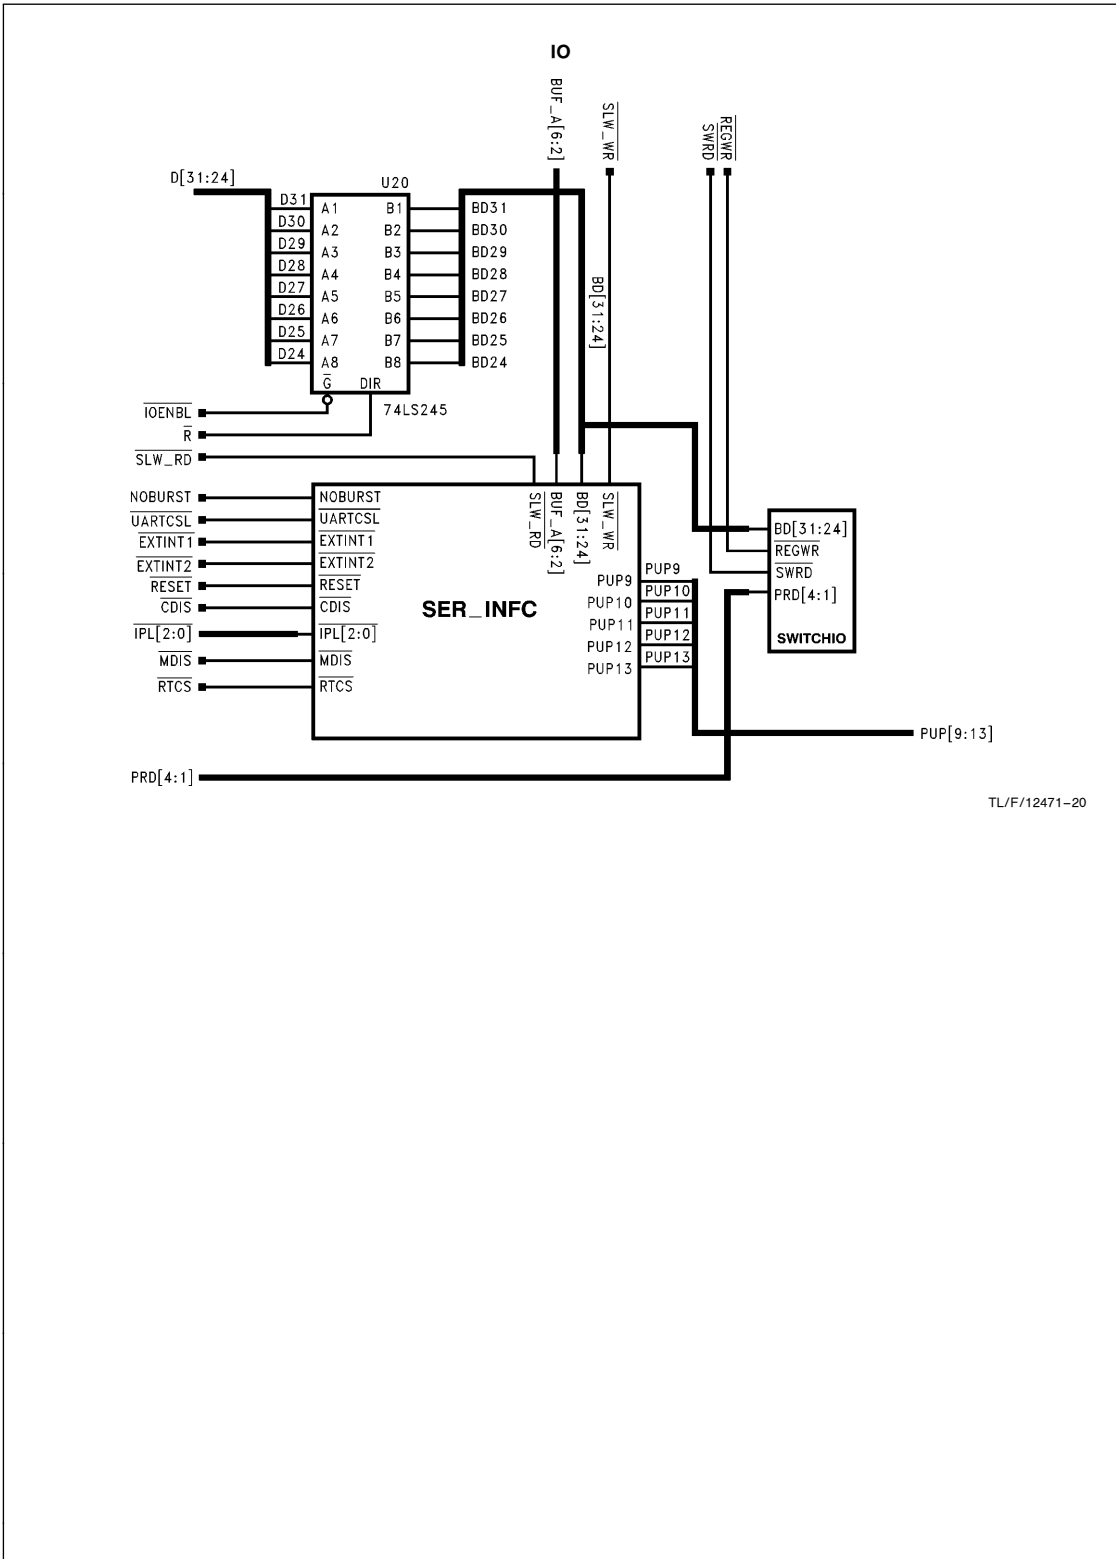 IO
BUF_A[6:2]
SLW_WR
SWRD
REGWR
D[31:24]
U20
D31 A1 B1 BD31
D30 A2 B2 BD30
D29 A3 B3 BD29
D28 A4 B4 BD28
D27 A5 B5 BD27
D26 A6 B6 BD26
D25 A7 B7 BD25
D24 A8 B8 BD24
G DIR
74LS245
BD[31:24]
IOENBL
R
SLW_RD
SLW_RD
BUF_A[6:2]
BD[31:24]
SLW_WR
NOBURST NOBURST
UARTCSL UARTCSL
EXTINT1 EXTINT1
EXTINT2 EXTINT2
RESET RESET
CDIS CDIS
IPL[2:0] IPL[2:0]
MDIS MDIS
RTCS RTCS
SER_INFC
PUP9 PUP9
PUP10 PUP10
PUP11 PUP11
PUP12 PUP12
PUP13 PUP13
BD[31:24]
REGWR
SWRD
PRD[4:1]
SWITCHIO
PUP[9:13]
PRD[4:1]
TL/F/12471–20